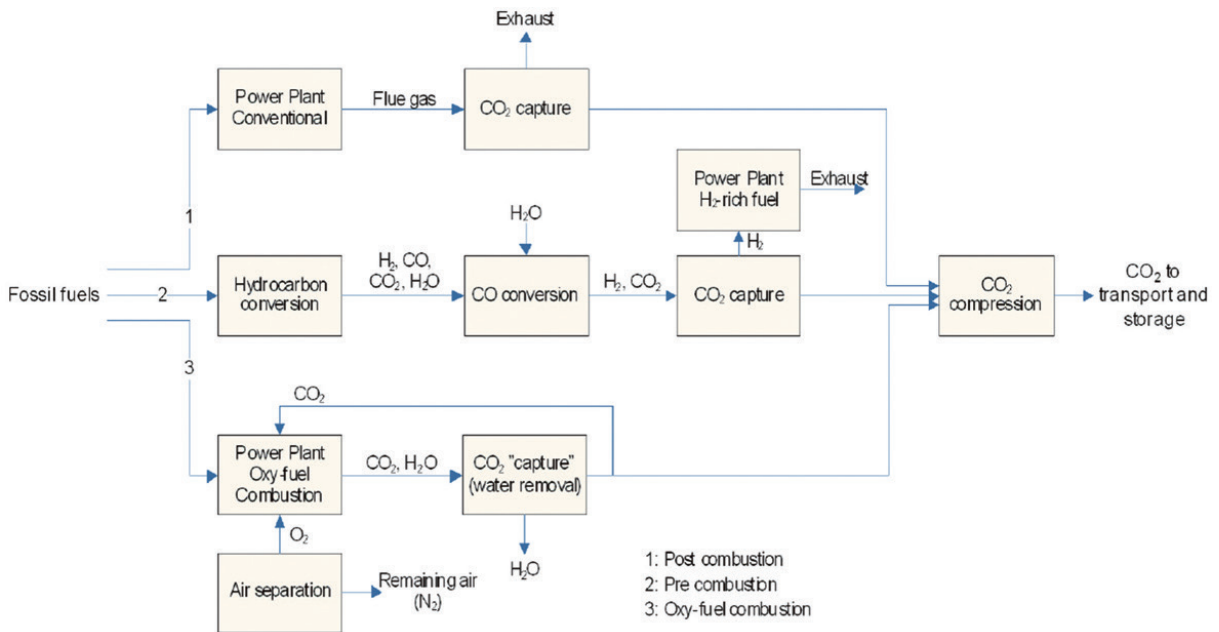 Exhaust
Power Plant
Conventional
Flue gas
CO₂ capture
Power Plant
H₂-rich fuel
Exhaust
1
H₂O
H₂
Fossil fuels
2
Hydrocarbon
conversion
H₂, CO,
CO₂, H₂O
CO conversion
H₂, CO₂
CO₂ capture
CO₂
compression
CO₂ to
transport and
storage
3
CO₂
Power Plant
Oxy-fuel
Combustion
CO₂, H₂O
CO₂ "capture"
(water removal)
O₂
H₂O
Air separation
Remaining air
(N₂)
1: Post combustion
2: Pre combustion
3: Oxy-fuel combustion